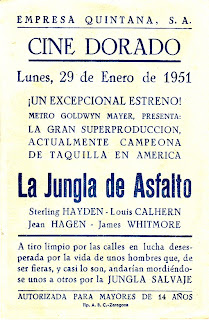 EMPRESA QUINTANA, S. A.
CINE DORADO
Lunes, 29 de Enero de 1951
¡UN EXCEPCIONAL ESTRENO!
METRO GOLDWYN MAYER, PRESENTA:
LA GRAN SUPERPRODUCCION,
ACTUALMENTE CAMPEONA
DE TAQUILLA EN AMERICA
La Jungla de Asfalto
Sterling HAYDEN - Louis CALHERN
Jean HAGEN - James WHITMORE
A tiro limpio por las calles en lucha deses-
perada por la vida de unos hombres que, de
ser fieras, y casi lo son, andarían mordiéndo-
se unos a otros por la JUNGLA SALVAJE
AUTORIZADA PARA MAYORES DE 14 AÑOS
Tip. A. B. C.-Zaragoza